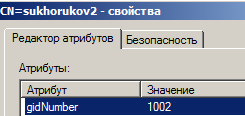 CN=sukhorukov2 - свойства
Редактор атрибутов Безопасность
Атрибуты:
Атрибут Значение
gidNumber 1002